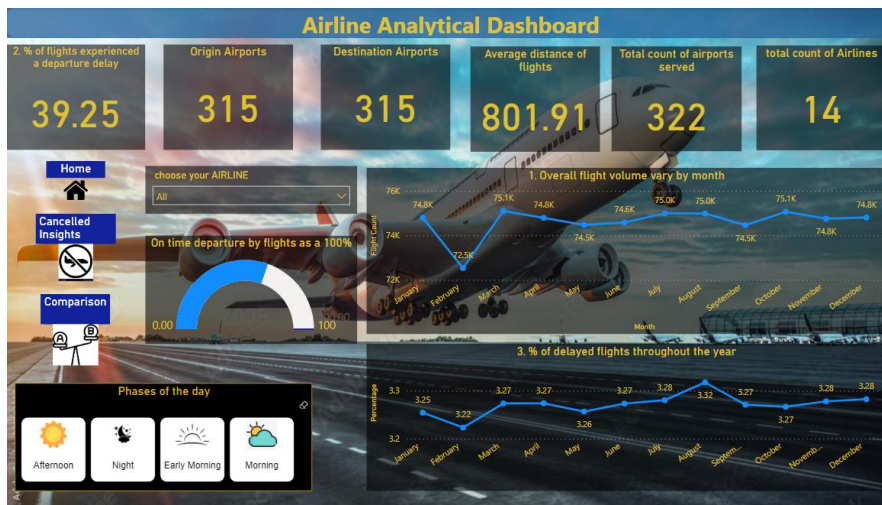 Airline Analytical Dashboard
2. % of flights experienced
a departure delay
39.25
Origin Airports
315
Destination Airports
315
Average distance of
flights
801.91
Total count of airports
served
322
total count of Airlines
14
Home
Cancelled
Insights
Comparison
A
B
choose your AIRLINE
All
On time departure by flights as a 100%
0.00
100
1. Overall flight volume vary by month
Flight Count
76K
74K
72K
74.8K
72.5K
75.1K
74.8K
74.5K
74.6K
75.0K
75.0K
74.5K
75.1K
74.8K
74.8K
January
February
March
April
May
June
July
August
September
October
November
December
Month
3. % of delayed flights throughout the year
Percentage
3.3
3.2
3.25
3.22
3.27
3.27
3.26
3.27
3.28
3.32
3.27
3.27
3.28
3.28
January
February
March
April
May
June
July
August
Septem...
October
Novemb...
December
Phases of the day
Afternoon
Night
Early Morning
Morning